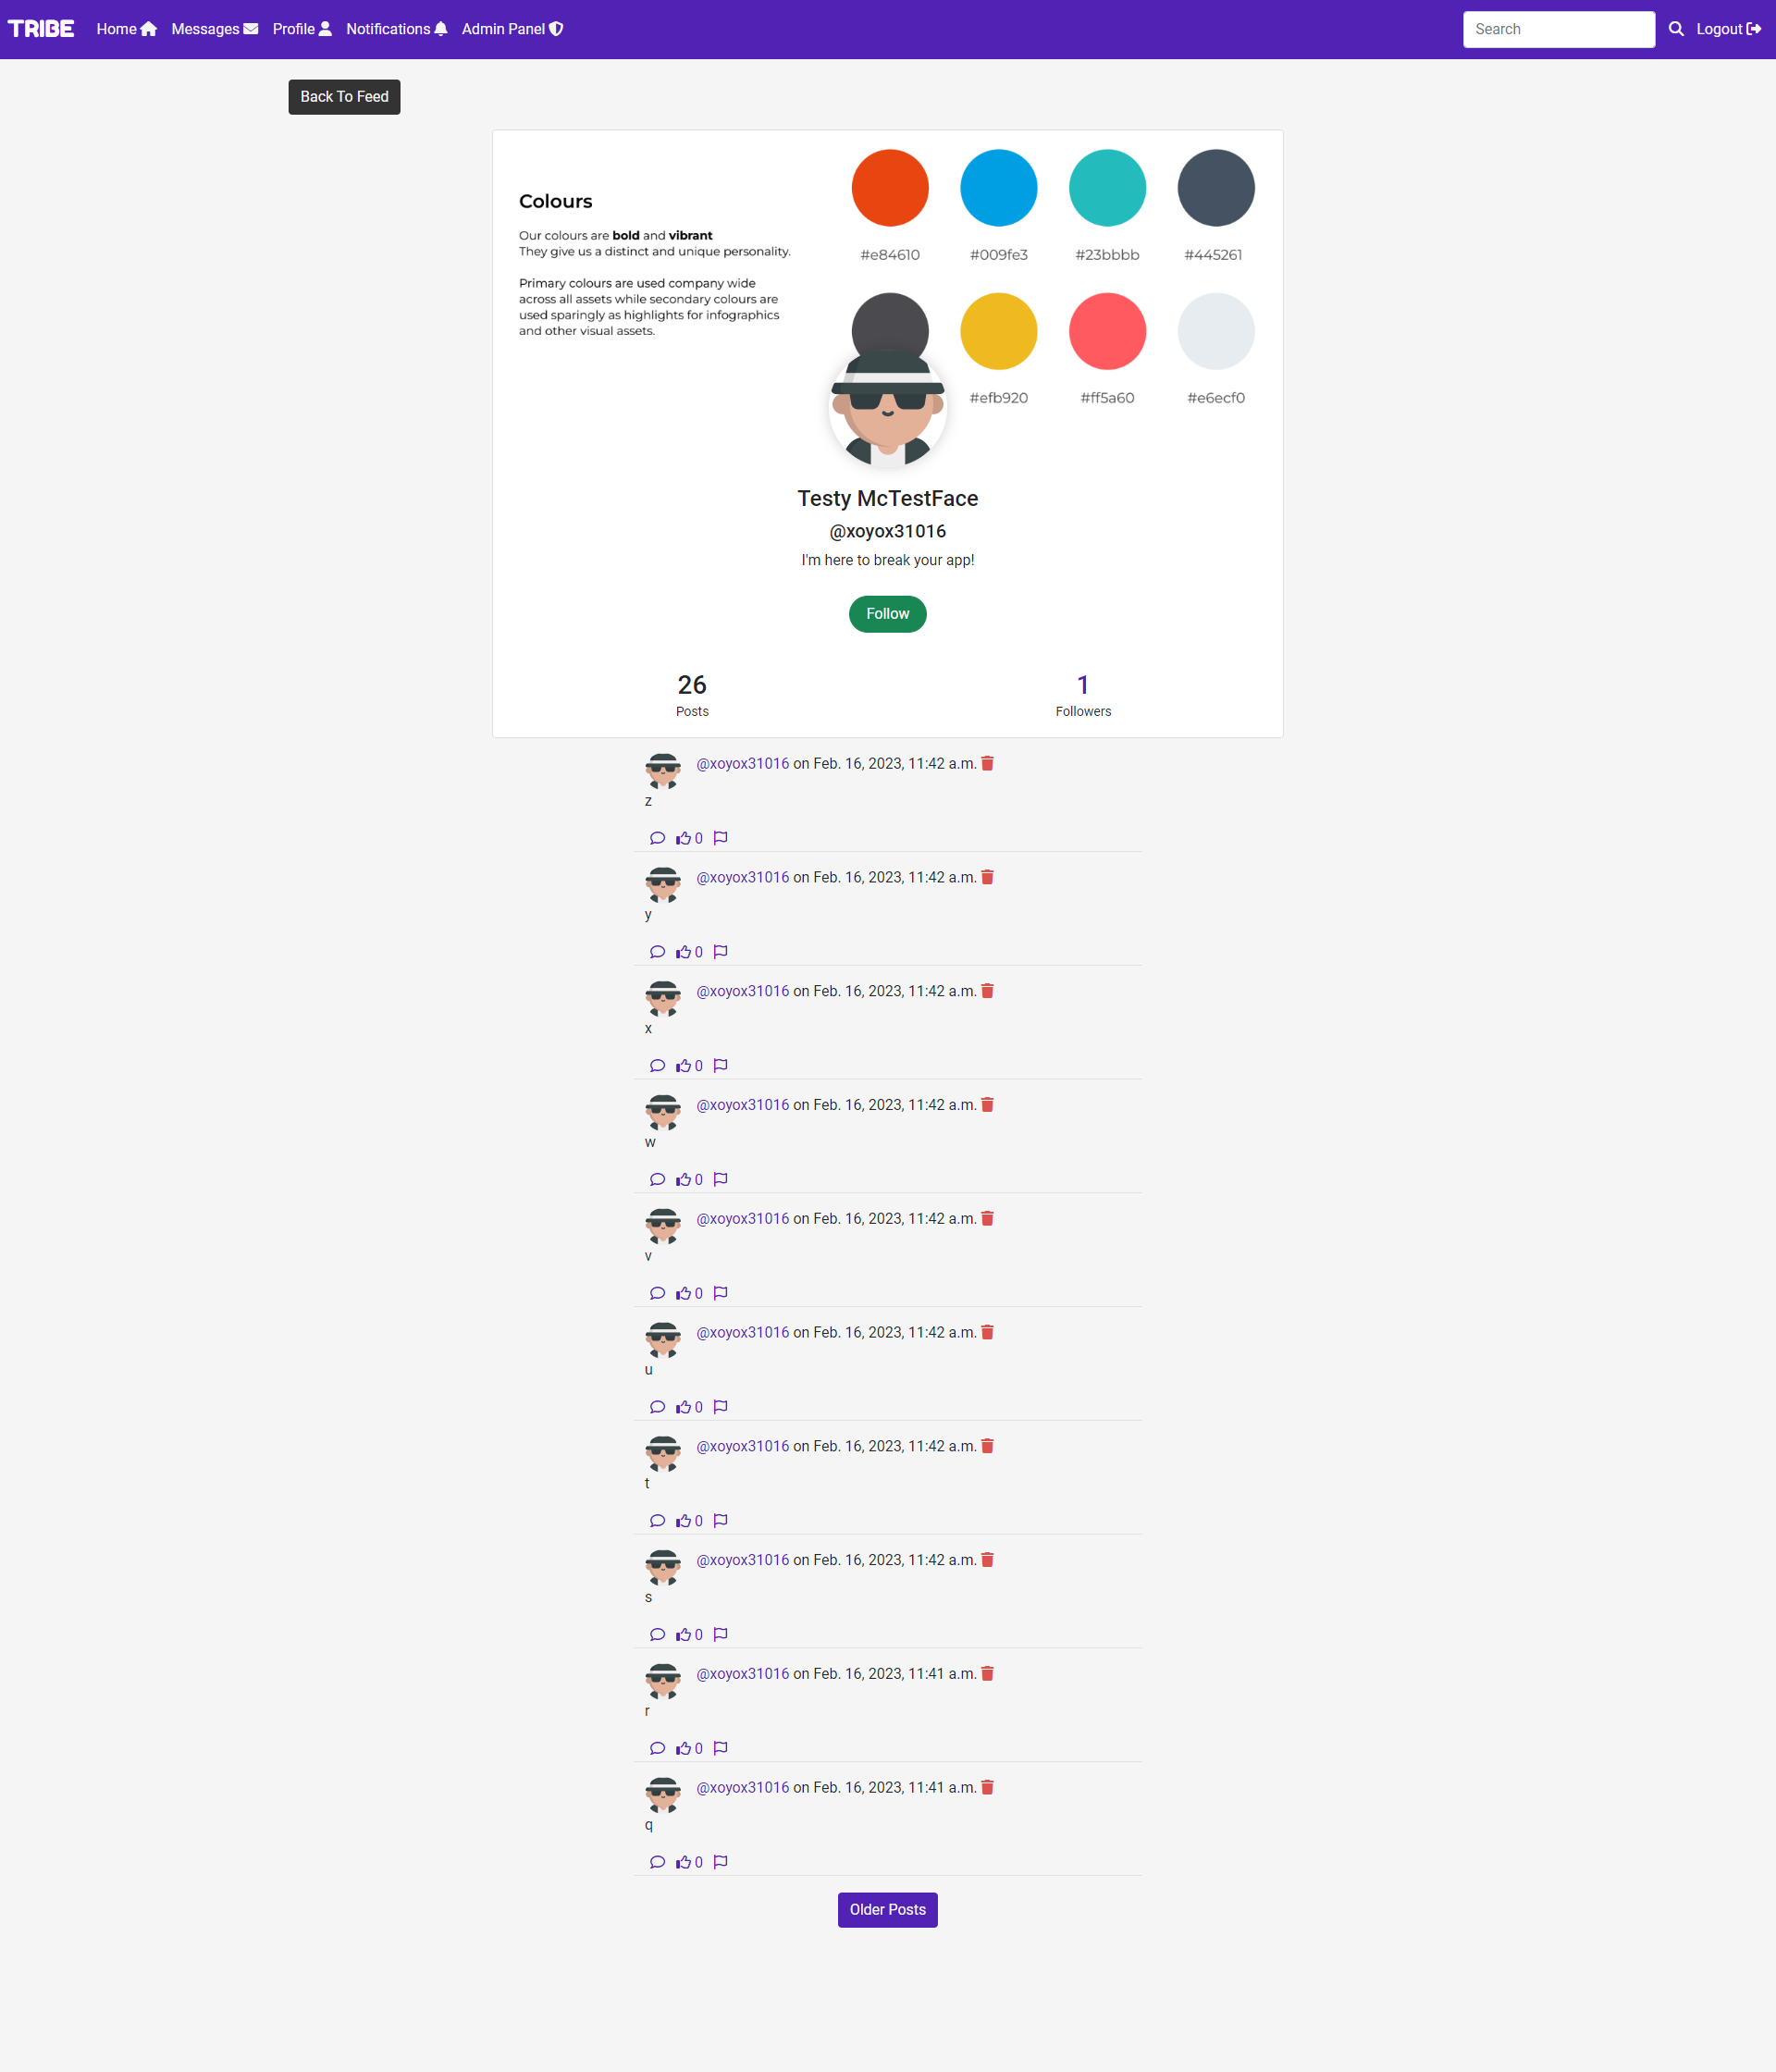 TRIBE Home Messages Profile Notifications Admin Panel Search Logout
Back To Feed
Colours
Our colours are bold and vibrant
They give us a distinct and unique personality.
Primary colours are used company wide
across all assets while secondary colours are
used sparingly as highlights for infographics
and other visual assets.
#e84610 #009fe3 #23bbbb #445261
#efb920 #ff5a60 #e6ecf0
Testy McTestFace
@xoyox31016
I'm here to break your app!
Follow
26 1
Posts Followers
@xoyox31016 on Feb. 16, 2023, 11:42 a.m.
z
0
@xoyox31016 on Feb. 16, 2023, 11:42 a.m.
y
0
@xoyox31016 on Feb. 16, 2023, 11:42 a.m.
x
0
@xoyox31016 on Feb. 16, 2023, 11:42 a.m.
w
0
@xoyox31016 on Feb. 16, 2023, 11:42 a.m.
v
0
@xoyox31016 on Feb. 16, 2023, 11:42 a.m.
u
0
@xoyox31016 on Feb. 16, 2023, 11:42 a.m.
t
0
@xoyox31016 on Feb. 16, 2023, 11:42 a.m.
s
0
@xoyox31016 on Feb. 16, 2023, 11:41 a.m.
r
0
@xoyox31016 on Feb. 16, 2023, 11:41 a.m.
q
0
Older Posts